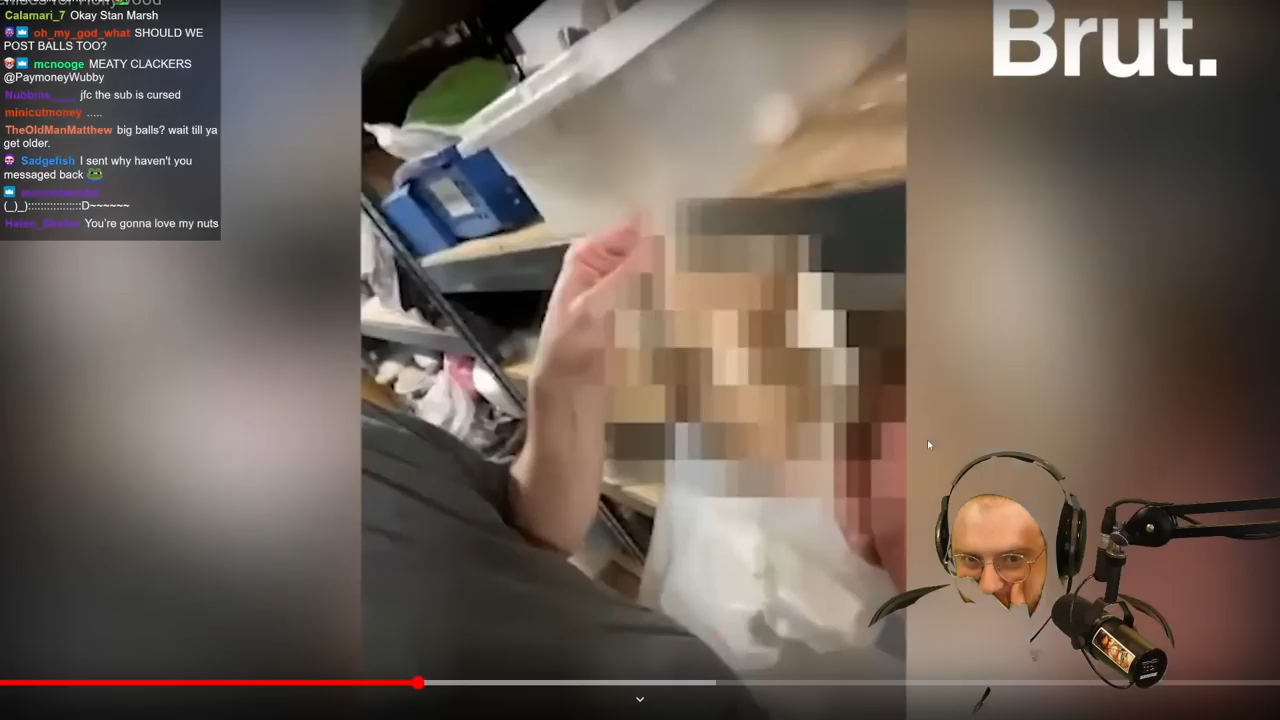 Calamari_7 Okay Stan Marsh
oh_my_god_what SHOULD WE
POST BALLS TOO?
mcnooge MEATY CLACKERS
@PaymoneyWubby
jfc the sub is cursed
minicutmoney .....
TheOldManMatthew big balls? wait till ya
get older.
Sadgefish I sent why haven't you
messaged back
(_)_):::::::::::::::::D~~~~~~
You're gonna love my nuts
Brut.